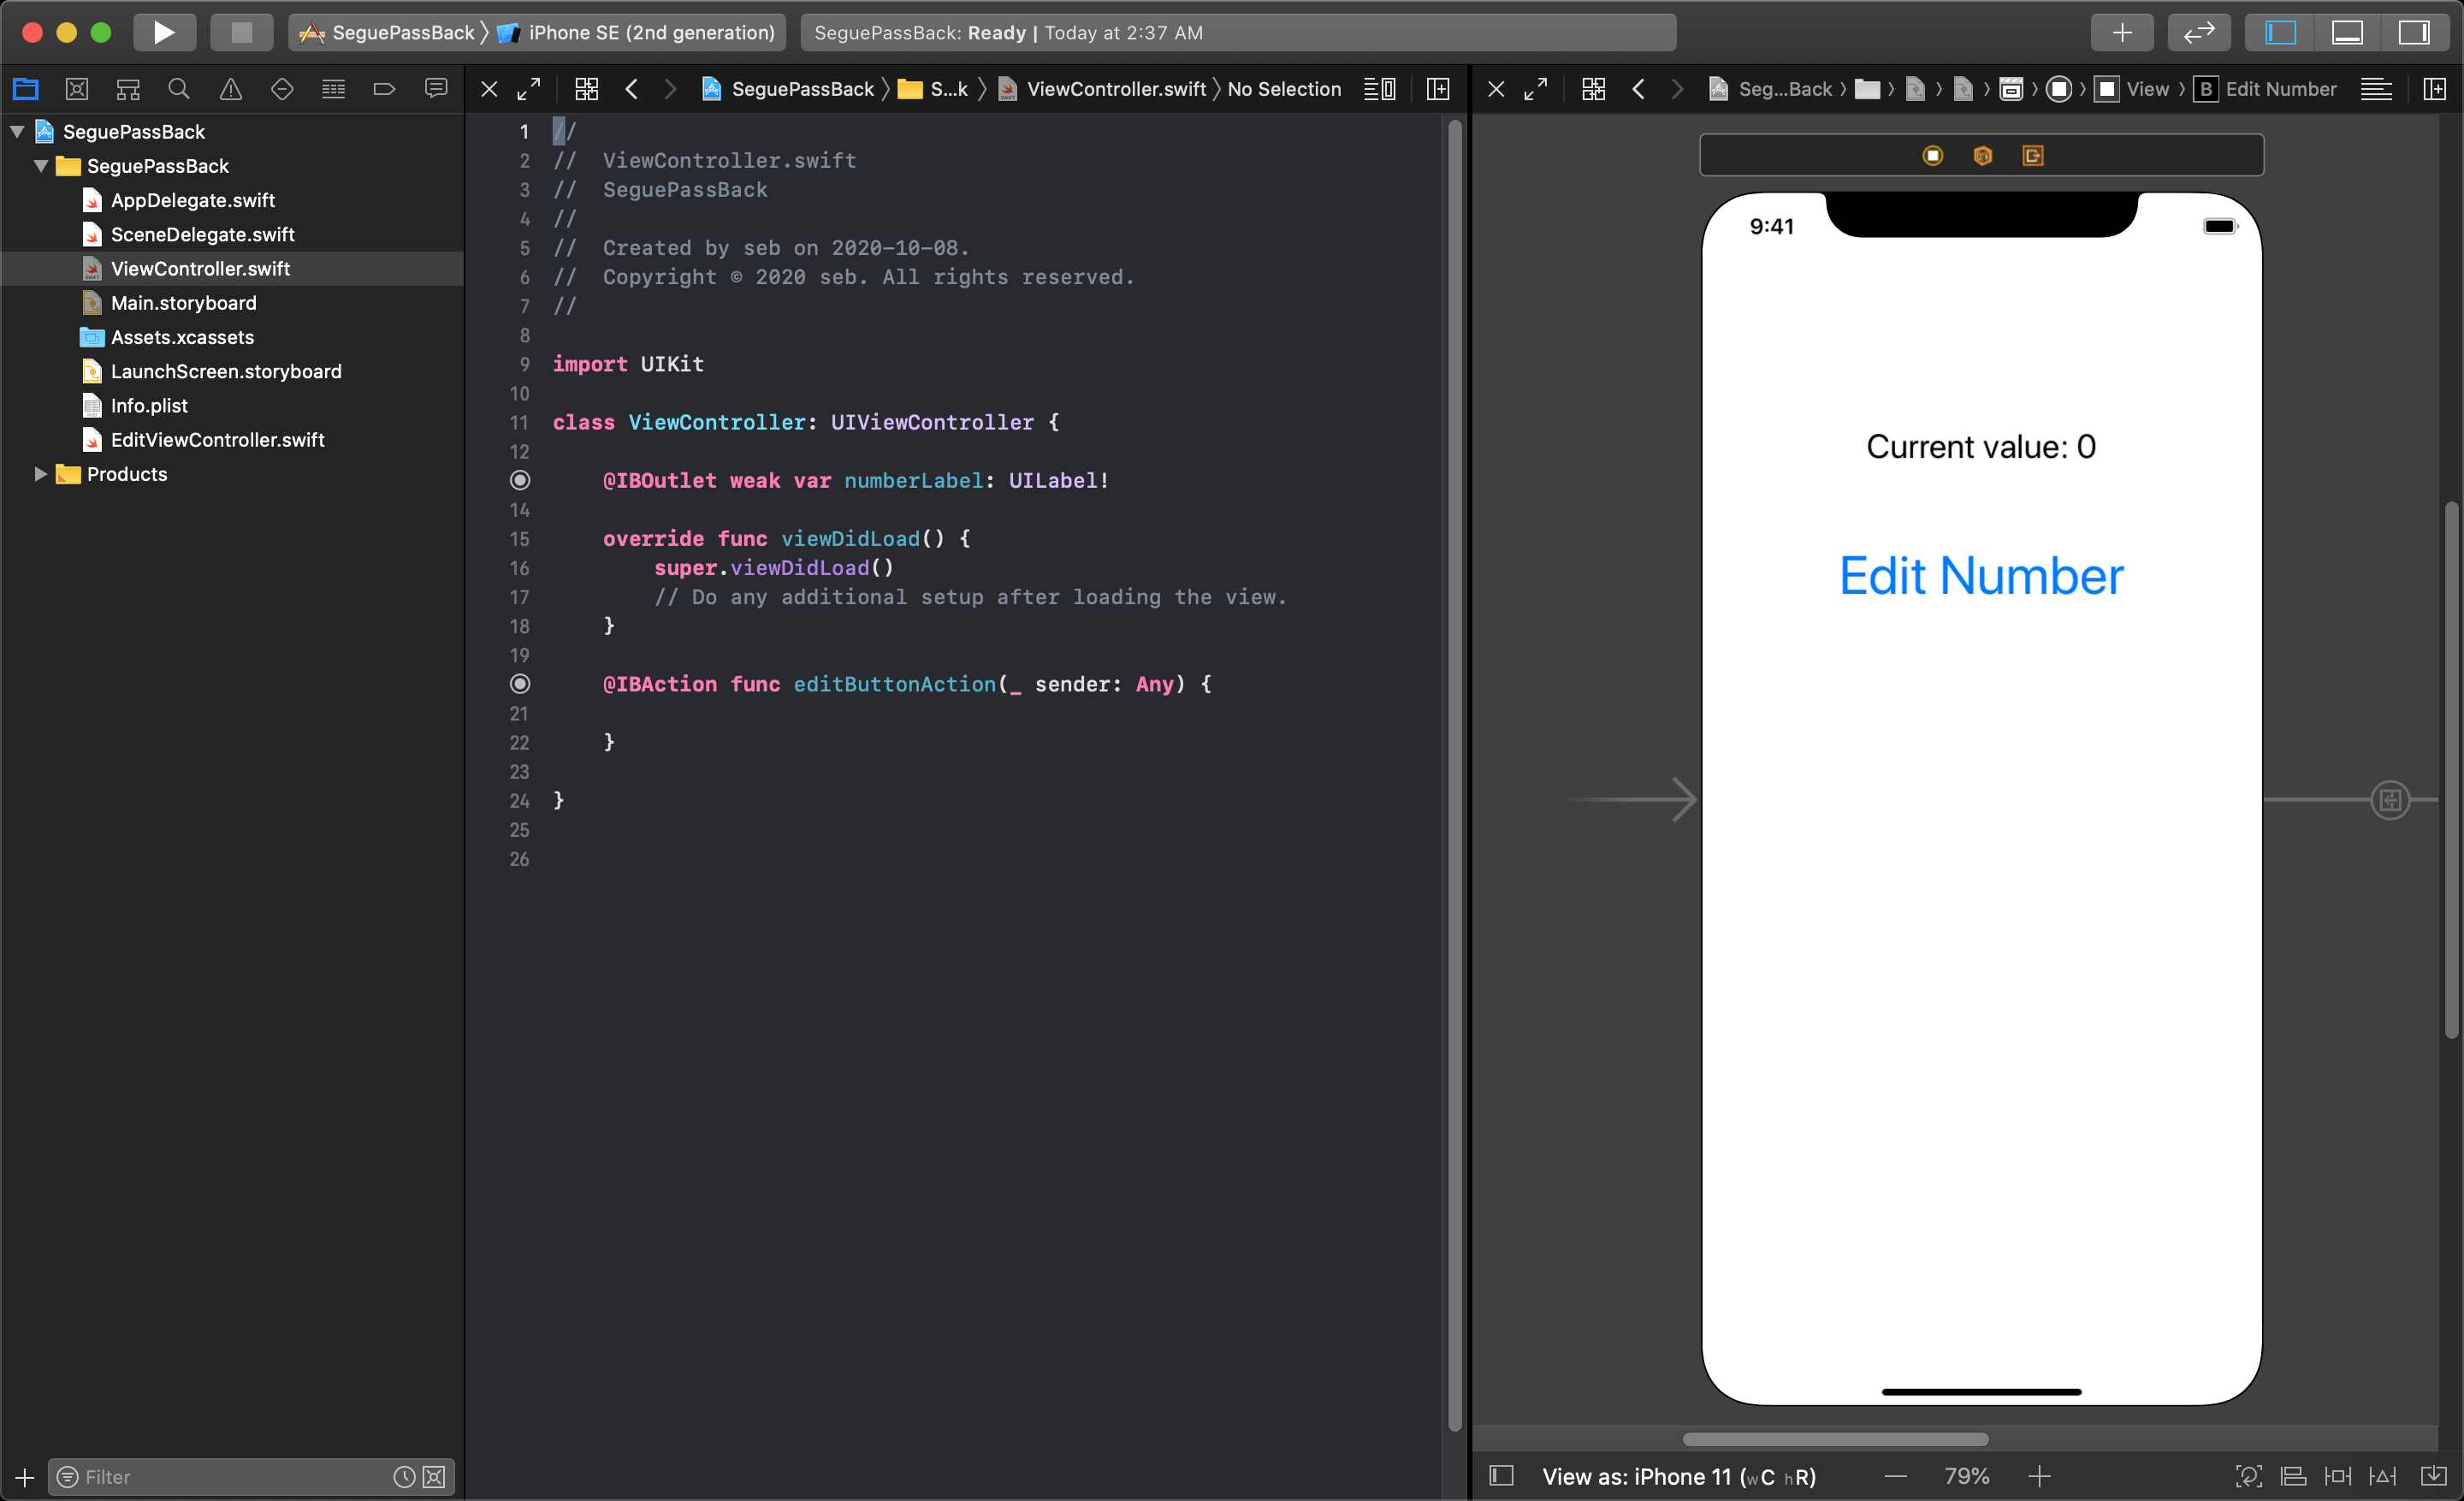 SeguePassBack 〉 iPhone SE (2nd generation)
SeguePassBack: Ready | Today at 2:37 AM
SeguePassBack 〉 S...k 〉 ViewController.swift 〉 No Selection
Seg...Back 〉 〉 〉 〉 〉 〉 View 〉 B Edit Number
SeguePassBack
SeguePassBack
AppDelegate.swift
SceneDelegate.swift
ViewController.swift
Main.storyboard
Assets.xcassets
LaunchScreen.storyboard
Info.plist
EditViewController.swift
Products
Filter
1 //
2 //  ViewController.swift
3 //  SeguePassBack
4 //
5 //  Created by seb on 2020-10-08.
6 //  Copyright © 2020 seb. All rights reserved.
7 //
8
9 import UIKit
10
11 class ViewController: UIViewController {
12
    @IBOutlet weak var numberLabel: UILabel!
14
15     override func viewDidLoad() {
16         super.viewDidLoad()
17         // Do any additional setup after loading the view.
18     }
19
    @IBAction func editButtonAction(_ sender: Any) {
21
22     }
23
24 }
25
26
9:41
Current value: 0
Edit Number
View as: iPhone 11 (wC hR)
79%